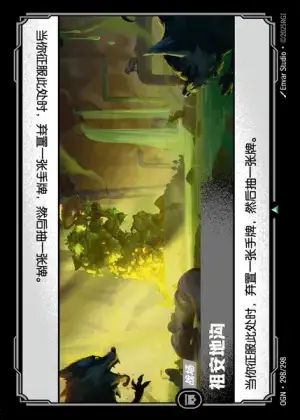 当你征服此处时，弃置一张手牌，然后抽一张牌。
战场
祖安地沟
当你征服此处时，弃置一张手牌，然后抽一张牌。
OGN • 298/298
Envar Studio • ©2025RGI